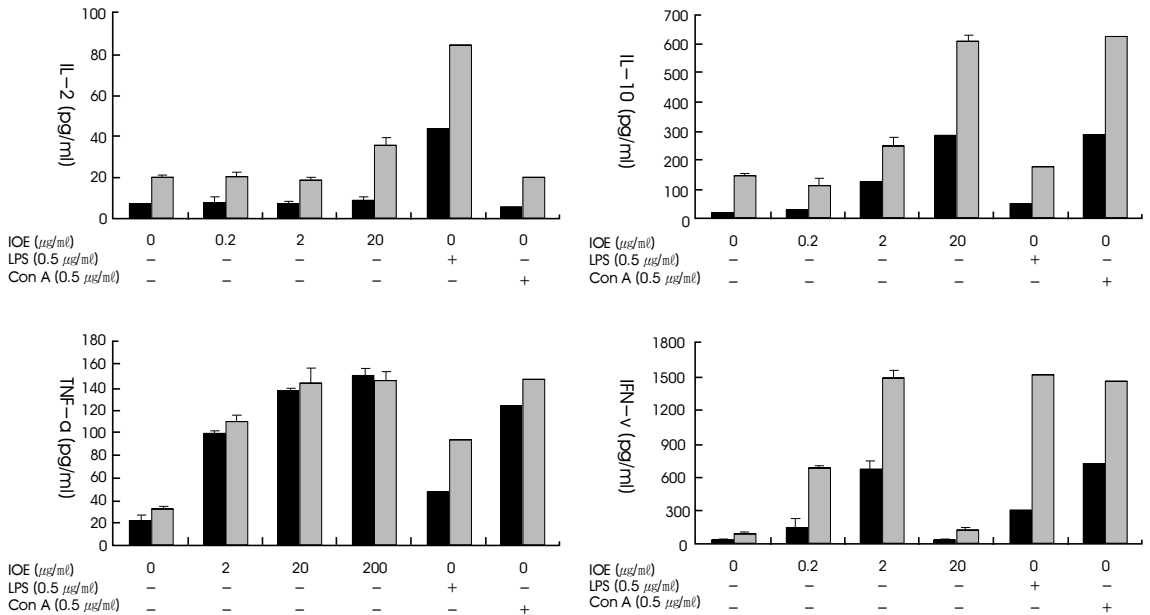 100
80
60
40
20
0
IL−2 (pg/ml)
IOE (㎍/㎖) 0 0.2 2 20 0 0
LPS (0.5 ㎍/㎖) − − − − + −
Con A (0.5 ㎍/㎖) − − − − − +
700
600
500
400
300
200
100
0
IL−10 (pg/ml)
IOE (㎍/㎖) 0 0.2 2 20 0 0
LPS (0.5 ㎍/㎖) − − − − + −
Con A (0.5 ㎍/㎖) − − − − − +
180
160
140
120
100
80
60
40
20
0
TNF−α (pg/ml)
IOE (㎍/㎖) 0 2 20 200 0 0
LPS (0.5 ㎍/㎖) − − − − + −
Con A (0.5 ㎍/㎖) − − − − − +
1800
1500
1200
900
600
300
0
IFN−v (pg/ml)
IOE (㎍/㎖) 0 0.2 2 20 0 0
LPS (0.5 ㎍/㎖) − − − − + −
Con A (0.5 ㎍/㎖) − − − − − +